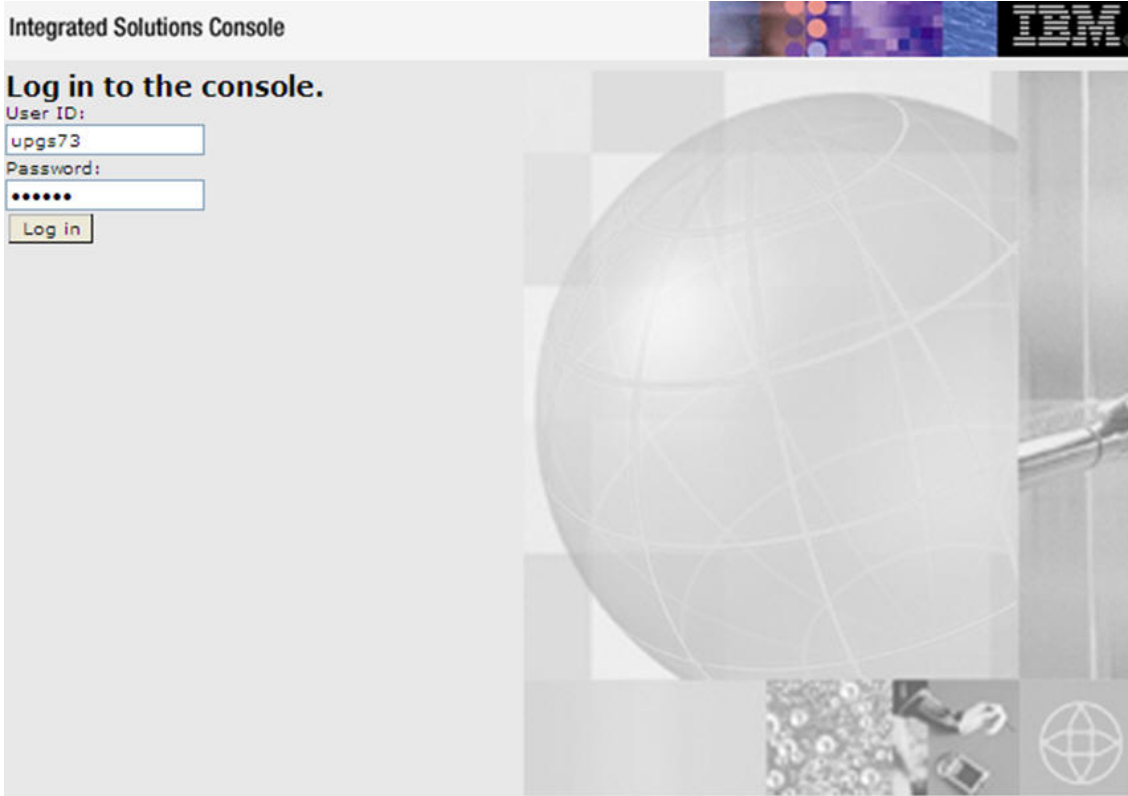 Integrated Solutions Console
IBM
Log in to the console.
User ID:
upgs73
Password:
••••••
Log in